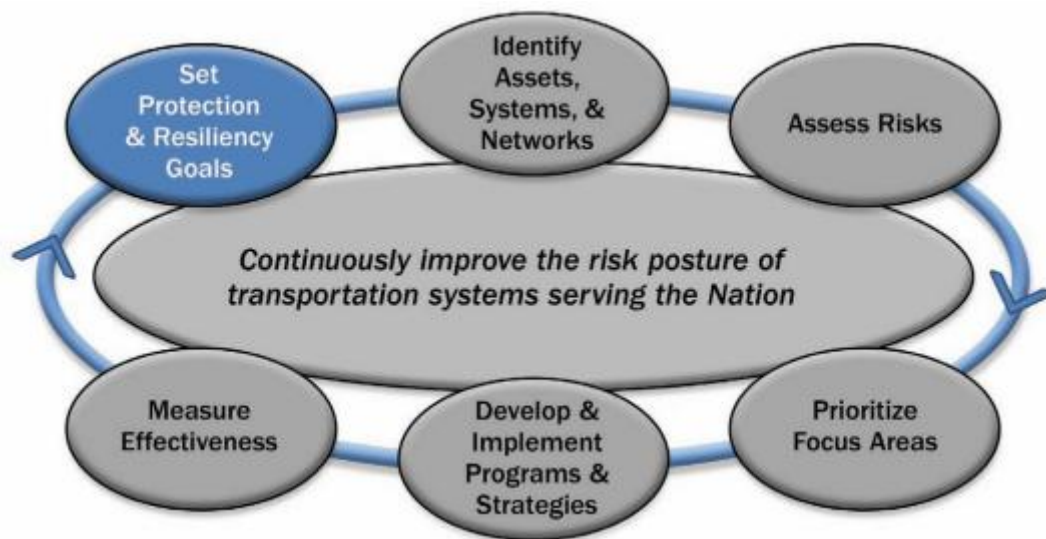 Set
Protection
& Resiliency
Goals
Identify
Assets,
Systems, &
Networks
Assess Risks
Continuously improve the risk posture of
transportation systems serving the Nation
Measure
Effectiveness
Develop &
Implement
Programs &
Strategies
Prioritize
Focus Areas